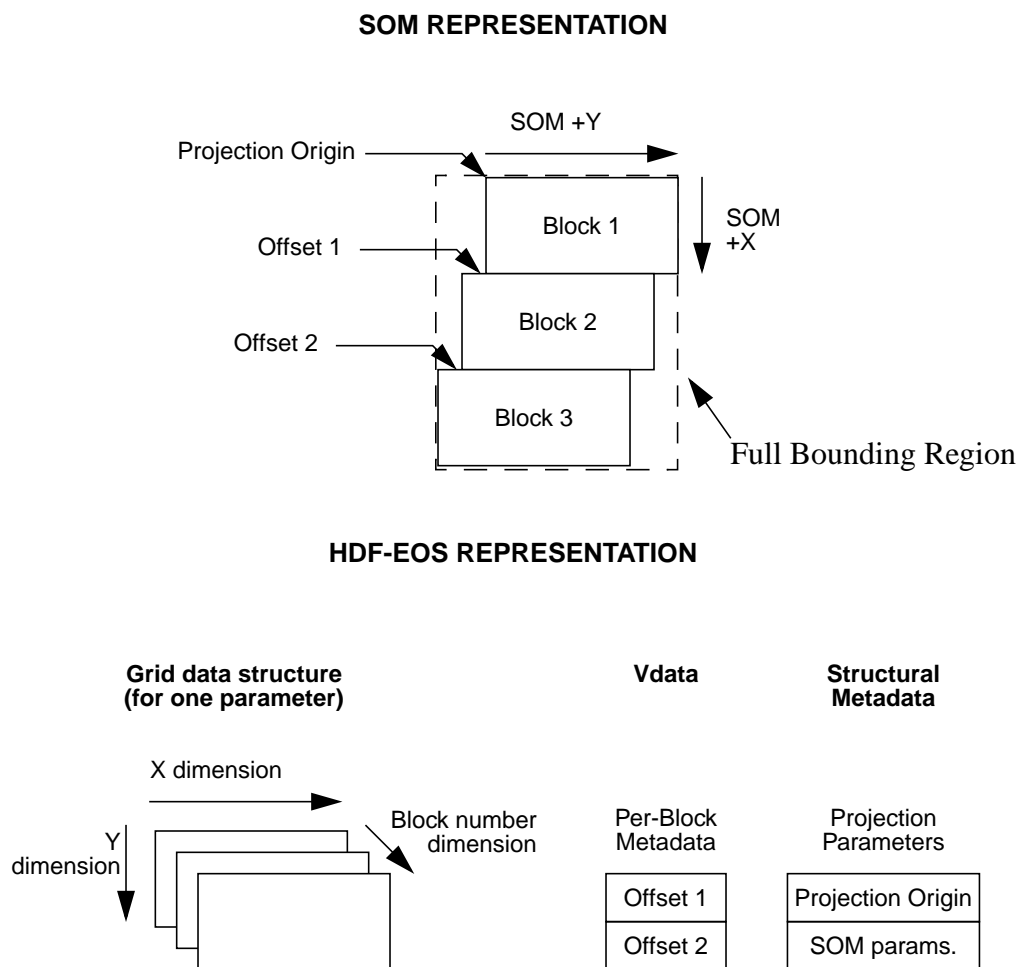 SOM REPRESENTATION
SOM +Y
Projection Origin
Block 1
SOM
+X
Offset 1
Block 2
Offset 2
Block 3
Full Bounding Region
HDF-EOS REPRESENTATION
Grid data structure
(for one parameter)
Vdata
Structural
Metadata
X dimension
Y
dimension
Block number
dimension
Per-Block
Metadata
Projection
Parameters
Offset 1
Projection Origin
Offset 2
SOM params.